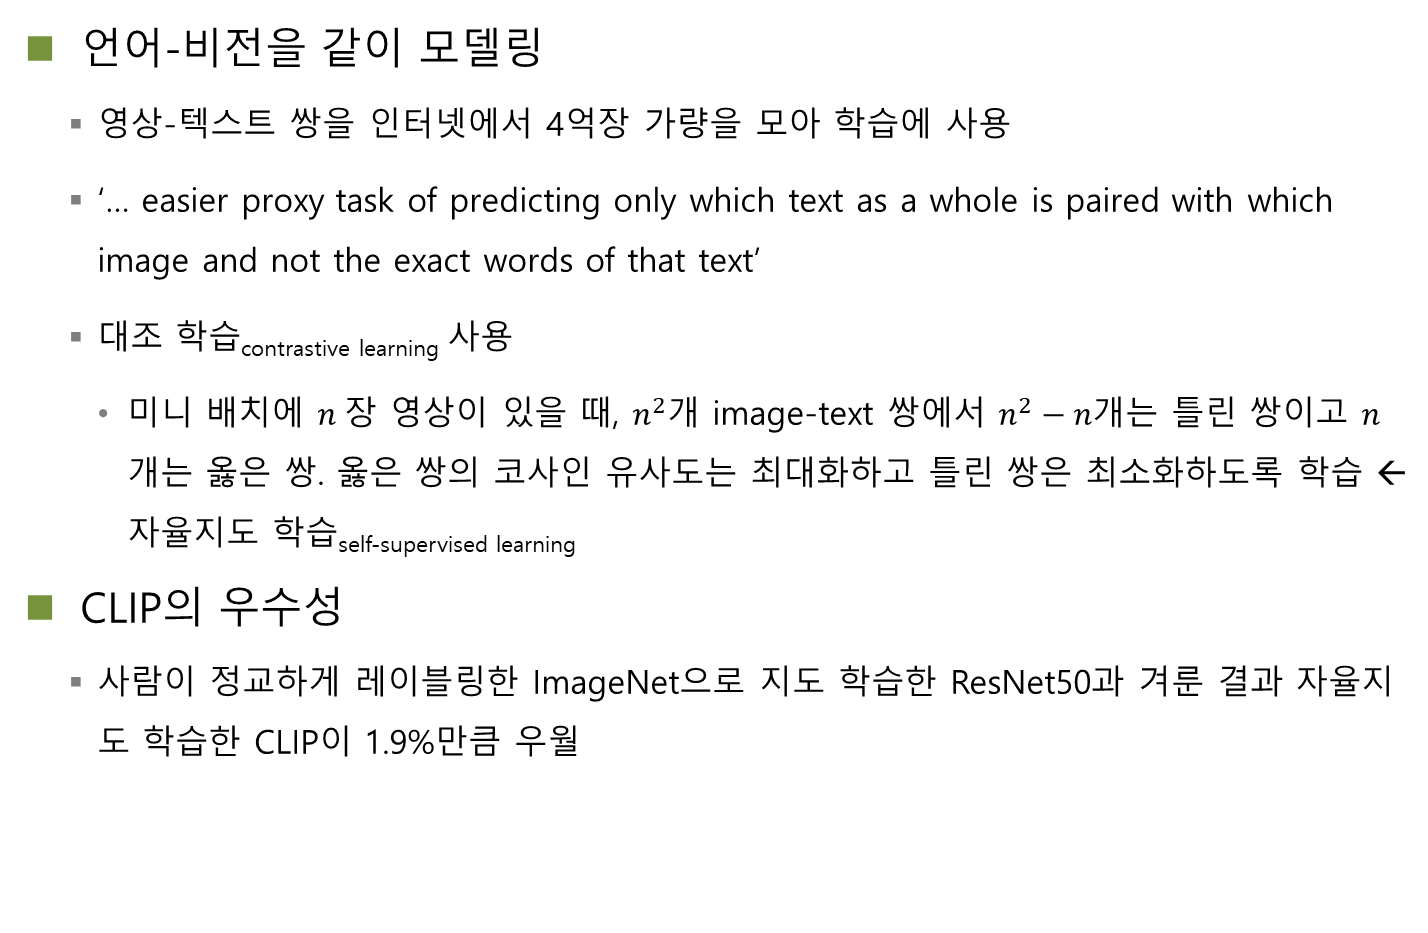 ■ 언어-비전을 같이 모델링
▪ 영상-텍스트 쌍을 인터넷에서 4억장 가량을 모아 학습에 사용
▪ ‘… easier proxy task of predicting only which text as a whole is paired with which
image and not the exact words of that text’
▪ 대조 학습contrastive learning 사용
• 미니 배치에 n장 영상이 있을 때, n²개 image-text 쌍에서 n² − n개는 틀린 쌍이고 n
개는 옳은 쌍. 옳은 쌍의 코사인 유사도는 최대화하고 틀린 쌍은 최소화하도록 학습 ←
자율지도 학습self-supervised learning
■ CLIP의 우수성
▪ 사람이 정교하게 레이블링한 ImageNet으로 지도 학습한 ResNet50과 겨룬 결과 자율지
도 학습한 CLIP이 1.9%만큼 우월